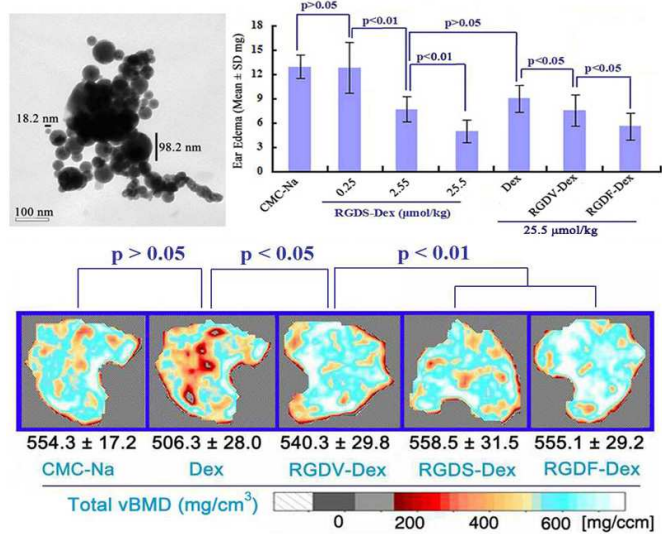 18.2 nm
98.2 nm
100 nm
p>0.05
p<0.01
p>0.05
p<0.01
p<0.05
p<0.05
Ear Edema (Mean ± SD mg)
18
15
12
9
6
3
0
CMC-Na
0.25
2.55
25.5
Dex
RGDV-Dex
RGDF-Dex
RGDS-Dex (μmol/kg)
25.5 μmol/kg
p > 0.05
p < 0.05
p < 0.01
554.3 ± 17.2
506.3 ± 28.0
540.3 ± 29.8
558.5 ± 31.5
555.1 ± 29.2
CMC-Na
Dex
RGDV-Dex
RGDS-Dex
RGDF-Dex
Total vBMD (mg/cm³)
0
200
400
600
[mg/ccm]